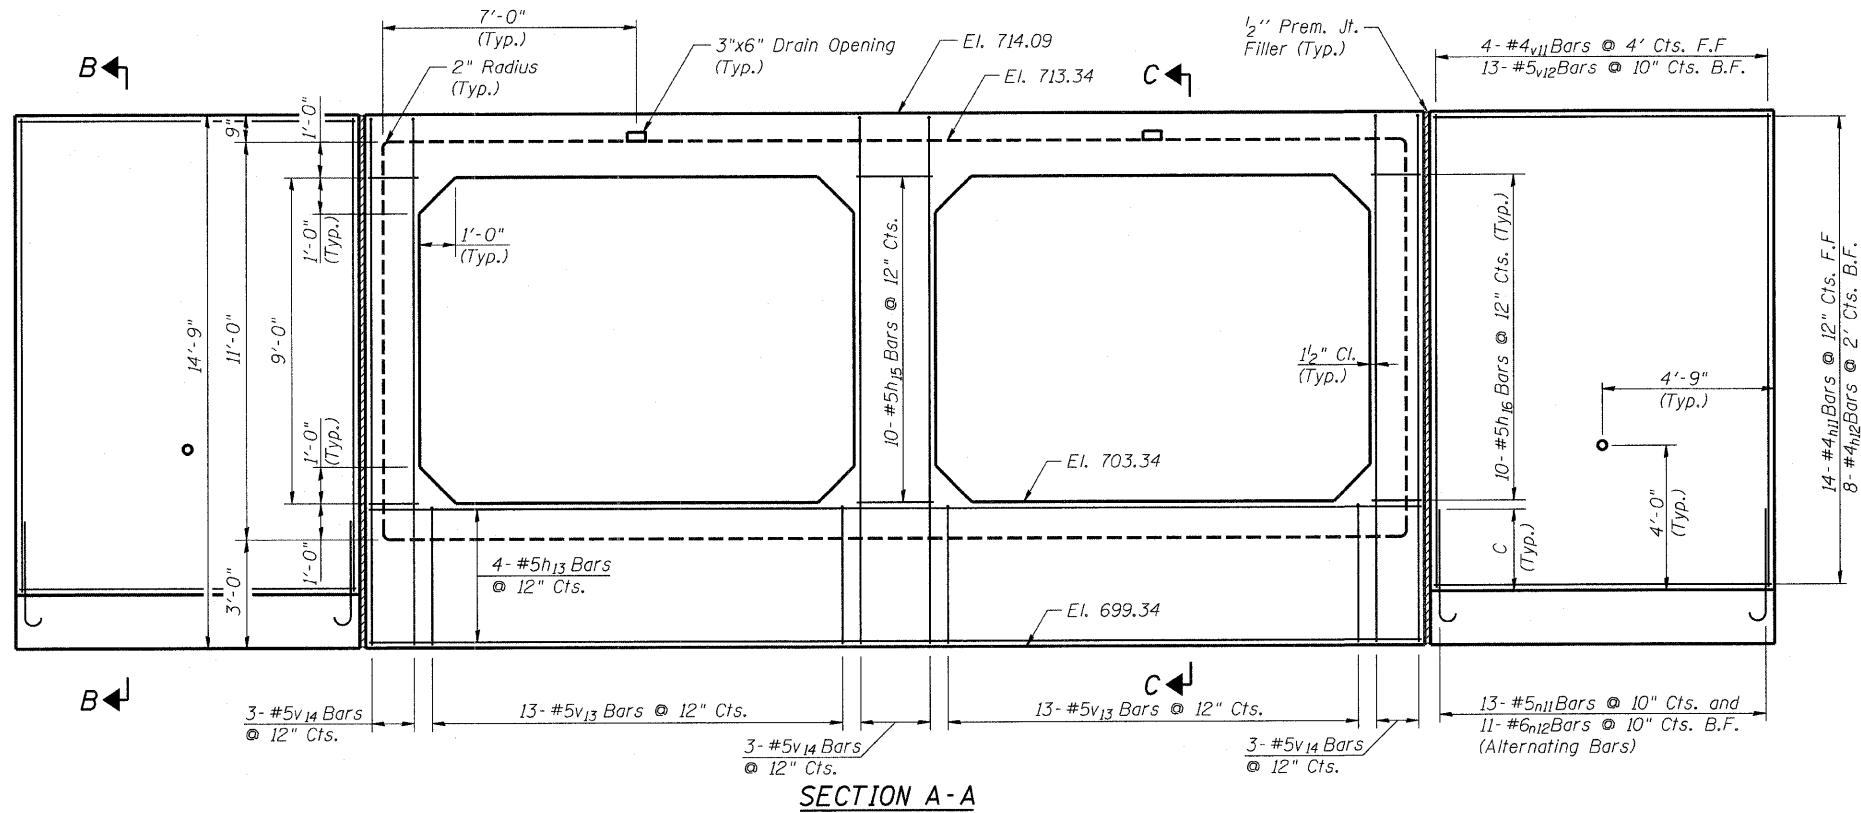 7'-0"
(Typ.)
3"x6" Drain Opening
(Typ.)
El. 714.09
El. 713.34
1/2" Prem. Jt.
Filler (Typ.)
4- #4v11 Bars @ 4' Cts. F.F
13- #5v12 Bars @ 10" Cts. B.F.
B
2" Radius
(Typ.)
C
9"
1'-0"
1'-0"
(Typ.)
1'-0"
(Typ.)
14'-9"
11'-0"
9'-0"
10- #5h15 Bars @ 12" Cts.
1 1/2" Cl.
(Typ.)
10- #5h16 Bars @ 12" Cts. (Typ.)
4'-9"
(Typ.)
14- #4h11 Bars @ 12" Cts. F.F
8- #4h12 Bars @ 2' Cts. B.F.
1'-0"
(Typ.)
El. 703.34
4'-0"
(Typ.)
C
(Typ.)
1'-0"
3'-0"
4- #5h13 Bars
@ 12" Cts.
El. 699.34
B
C
3- #5v14 Bars
@ 12" Cts.
13- #5v13 Bars @ 12" Cts.
3- #5v14 Bars
@ 12" Cts.
13- #5v13 Bars @ 12" Cts.
3- #5v14 Bars
@ 12" Cts.
13- #5n11 Bars @ 10" Cts. and
11- #6n12 Bars @ 10" Cts. B.F.
(Alternating Bars)
SECTION A-A